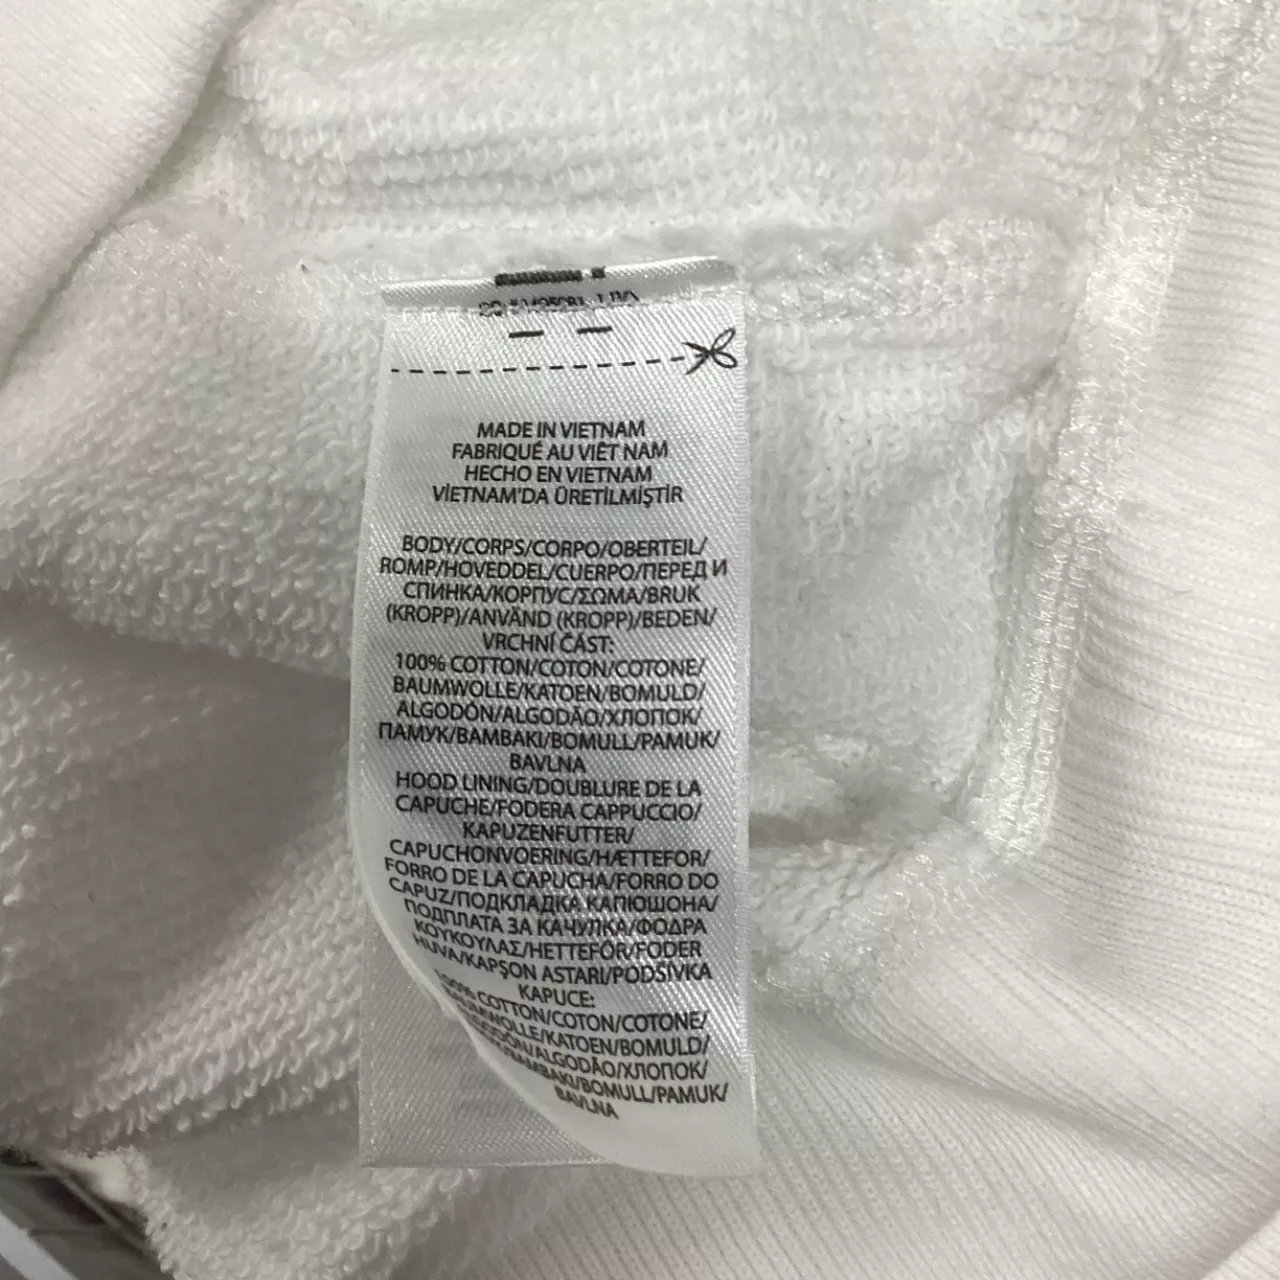 MADE IN VIETNAM
FABRIQUÉ AU VIÊT NAM
HECHO EN VIETNAM
VİETNAM'DA ÜRETİLMİŞTİR
BODY/CORPS/CORPO/OBERTEIL/
ROMP/HOVEDDEL/CUERPO/ПЕРЕД И
СПИНКА/КОРПУС/ΣΩΜΑ/BRUK
(KROPP)/ANVÄND (KROPP)/BEDEN/
VRCHNÍ ČÁST:
100% COTTON/COTON/COTONE/
BAUMWOLLE/KATOEN/BOMULD/
ALGODÓN/ALGODÃO/ХЛОПОК/
ПАМУК/ΒΑΜΒΑΚΙ/BOMULL/PAMUK/
BAVLNA
HOOD LINING/DOUBLURE DE LA
CAPUCHE/FODERA CAPPUCCIO/
KAPUZENFUTTER/
CAPUCHONVOERING/HÆTTEFOR/
FORRO DE LA CAPUCHA/FORRO DO
CAPUZ/ПОДКЛАДКА КАПЮШОНА/
ПОДПЛАТА ЗА КАЧУЛКА/ΦΟΔΡΑ
ΚΟΥΚΟΥΛΑΣ/HETTEFÔR/FODER
HUVA/KAPŞON ASTARI/PODŠÍVKA
KAPUCE:
100% COTTON/COTON/COTONE/
BAUMWOLLE/KATOEN/BOMULD/
/ALGODÃO/ХЛОПОК/
/BOMULL/PAMUK/
BAVLNA